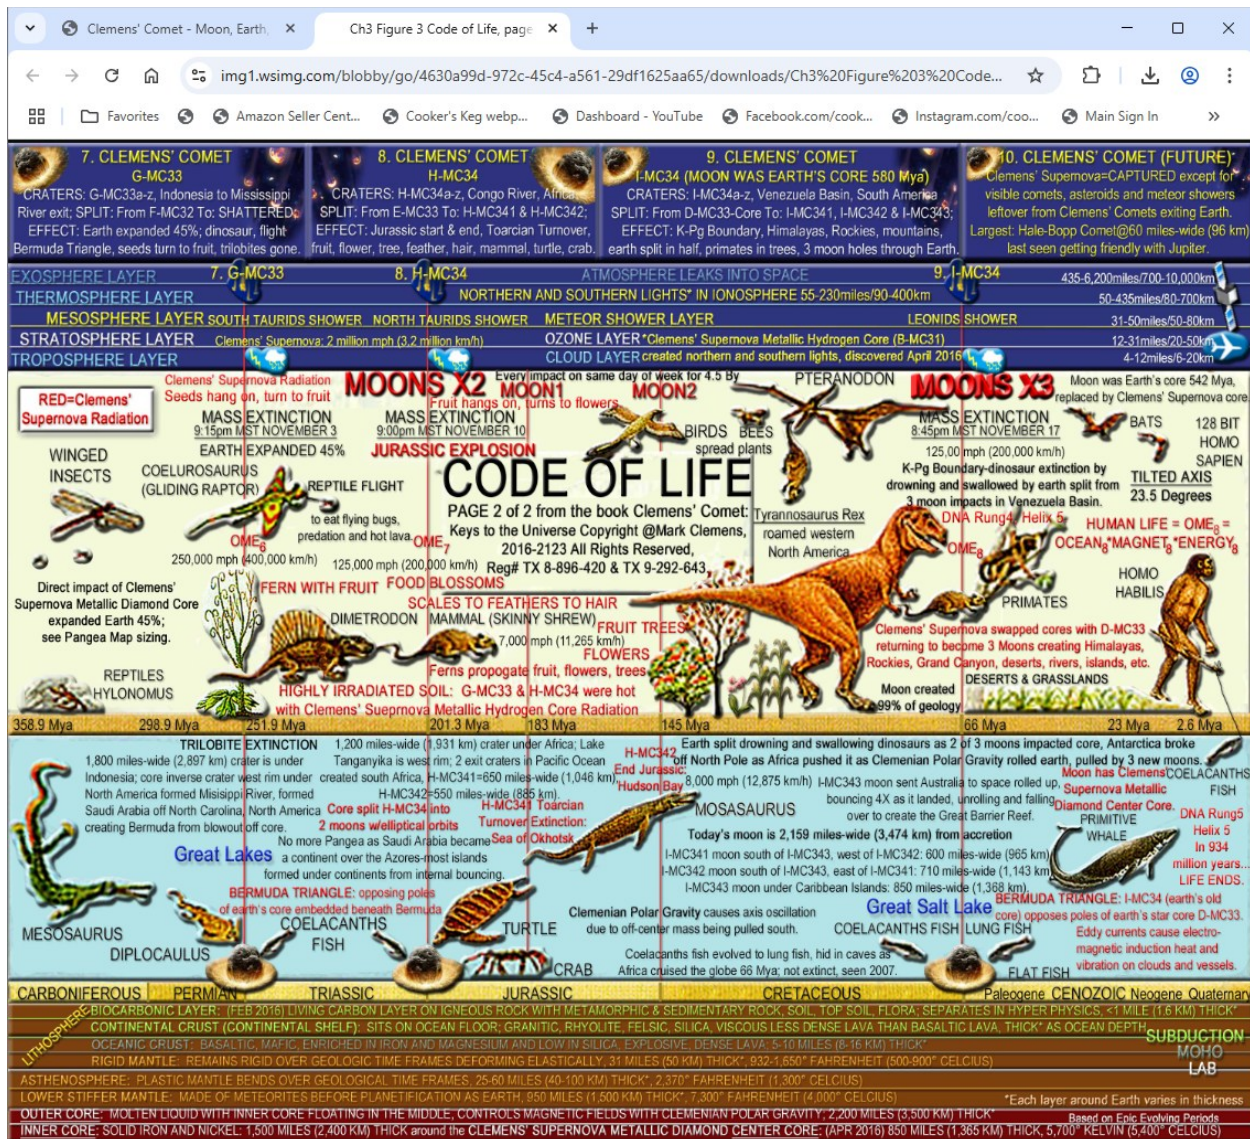 Clemens' Comet - Moon, Earth,
Ch3 Figure 3 Code of Life, page
img1.wsimg.com/blobby/go/4630a99d-972c-45c4-a561-29df1625aa65/downloads/Ch3%20Figure%203%20Code...
Favorites
Amazon Seller Cent...
Cooker's Keg webp...
Dashboard - YouTube
Facebook.com/cook...
Instagram.com/coo...
Main Sign In
7. CLEMENS' COMET
G-MC33
CRATERS: G-MC33a-z, Indonesia to Mississippi
River exit; SPLIT: From F-MC32 To: SHATTERED;
EFFECT: Earth expanded 45%; dinosaur, flight
Bermuda Triangle, seeds turn to fruit, trilobites gone.
8. CLEMENS' COMET
H-MC34
CRATERS: H-MC34a-z, Congo River, Africa
SPLIT: From E-MC33 To: H-MC341 & H-MC342;
EFFECT: Jurassic start & end, Toarcian Turnover,
fruit, flower, tree, feather, hair, mammal, turtle, crab.
9. CLEMENS' COMET
I-MC34 (MOON WAS EARTH'S CORE 580 Mya)
CRATERS: I-MC34a-z, Venezuela Basin, South America
SPLIT: From D-MC33-Core To: I-MC341, I-MC342 & I-MC343;
EFFECT: K-Pg Boundary, Himalayas, Rockies, mountains,
earth split in half, primates in trees, 3 moon holes through Earth.
10. CLEMENS' COMET (FUTURE)
Clemens' Supernova=CAPTURED except for
visible comets, asteroids and meteor showers
leftover from Clemens' Comets exiting Earth.
Largest: Hale-Bopp Comet@60 miles-wide (96 km)
last seen getting friendly with Jupiter.
EXOSPHERE LAYER
7. G-MC33
8. H-MC34
ATMOSPHERE LEAKS INTO SPACE
9. I-MC34
435-6,200miles/700-10,000km
THERMOSPHERE LAYER
NORTHERN AND SOUTHERN LIGHTS* IN IONOSPHERE 55-230miles/90-400km
50-435miles/80-700km
MESOSPHERE LAYER
SOUTH TAURIDS SHOWER
NORTH TAURIDS SHOWER
METEOR SHOWER LAYER
LEONIDS SHOWER
31-50miles/50-80km
STRATOSPHERE LAYER
Clemens' Supernova: 2 million mph (3.2 million km/h)
OZONE LAYER
*Clemens' Supernova Metallic Hydrogen Core (B-MC31)
12-31miles/20-50km
TROPOSPHERE LAYER
CLOUD LAYER
created northern and southern lights, discovered April 2016
4-12miles/6-20km
RED=Clemens'
Supernova Radiation
Clemens' Supernova Radiation
Seeds hang on, turn to fruit
MOONS X2
Every impact on same day of week for 4.5 By
MOON1
MOON2
Fruit hangs on, turns to flowers
PTERANODON
MOONS X3
Moon was Earth's core 542 Mya,
replaced by Clemens' Supernova core.
MASS EXTINCTION
9:15pm MST NOVEMBER 3
EARTH EXPANDED 45%
MASS EXTINCTION
9:00pm MST NOVEMBER 10
JURASSIC EXPLOSION
BIRDS
BEES
spread plants
MASS EXTINCTION
8:45pm MST NOVEMBER 17
125,00 mph (200,000 km/h)
BATS
128 BIT
HOMO
SAPIEN
WINGED
INSECTS
COELUROSAURUS
(GLIDING RAPTOR)
REPTILE FLIGHT
to eat flying bugs,
predation and hot lava.
CODE OF LIFE
PAGE 2 of 2 from the book Clemens' Comet:
Keys to the Universe Copyright @Mark Clemens,
2016-2123 All Rights Reserved,
Reg# TX 8-896-420 & TX 9-292-643
K-Pg Boundary-dinosaur extinction by
drowning and swallowed by earth split from
3 moon impacts in Venezuela Basin.
TILTED AXIS
23.5 Degrees
Tyrannosaurus Rex
roamed western
North America
DNA Rung4, Helix 5
HUMAN LIFE = OME8 =
OCEAN8*MAGNET8*ENERGY8
OME6
OME7
OME8
250,000 mph (400,000 km/h)
125,000 mph (200,000 km/h)
Direct impact of Clemens'
Supernova Metallic Diamond Core
expanded Earth 45%;
see Pangea Map sizing.
FERN WITH FRUIT
FOOD BLOSSOMS
SCALES TO FEATHERS TO HAIR
DIMETRODON
MAMMAL (SKINNY SHREW)
7,000 mph (11,265 km/h)
FRUIT TREES
FLOWERS
Ferns propogate fruit, flowers, trees
PRIMATES
HOMO
HABILIS
Clemens' Supernova swapped cores with D-MC33
returning to become 3 Moons creating Himalayas,
Rockies, Grand Canyon, deserts, rivers, islands, etc.
DESERTS & GRASSLANDS
REPTILES
HYLONOMUS
HIGHLY IRRADIATED SOIL: G-MC33 & H-MC34 were hot
with Clemens' Suepernova Metallic Hydrogen Core Radiation
Moon created
99% of geology
358.9 Mya
298.9 Mya
251.9 Mya
201.3 Mya
183 Mya
145 Mya
66 Mya
23 Mya
2.6 Mya
TRILOBITE EXTINCTION
1,800 miles-wide (2,897 km) crater is under
Indonesia; core inverse crater west rim under
North America formed Misisippi River, formed
Saudi Arabia off North Carolina, North America
creating Bermuda from blowout off core.
1,200 miles-wide (1,931 km) crater under Africa; Lake
Tanganyika is west rim; 2 exit craters in Pacific Ocean
created south Africa, H-MC341=650 miles-wide (1,046 km),
H-MC342=550 miles-wide (885 km).
Core split H-MC34 into
2 moons w/elliptical orbits
H-MC342
End Jurassic:
Hudson Bay
H-MC341 Toarcian
Turnover Extinction:
Sea of Okhotsk
No more Pangea as Saudi Arabia became
a continent over the Azores-most islands
formed under continents from internal bouncing.
Great Lakes
BERMUDA TRIANGLE: opposing poles
of earth's core embedded beneath Bermuda
Earth split drowning and swallowing dinosaurs as 2 of 3 moons impacted core, Antarctica broke
off North Pole as Africa pushed it as Clemenian Polar Gravity rolled earth, pulled by 3 new moons.
8,000 mph (12,875 km/h)
I-MC343 moon sent Australia to space rolled up,
bouncing 4X as it landed, unrolling and falling
over to create the Great Barrier Reef.
MOSASAURUS
Today's moon is 2,159 miles-wide (3,474 km) from accretion
I-MC341 moon south of I-MC343, west of I-MC342: 600 miles-wide (965 km)
I-MC342 moon south of I-MC343, east of I-MC341: 710 miles-wide (1,143 km)
I-MC343 moon under Caribbean Islands: 850 miles-wide (1,368 km).
Moon has Clemens'
Supernova Metallic
Diamond Center Core.
COELACANTHS
FISH
PRIMITIVE
WHALE
DNA Rung5
Helix 5
In 934
million years...
LIFE ENDS.
Great Salt Lake
BERMUDA TRIANGLE: I-MC34 (earth's old
core) opposes poles of earth's star core D-MC33.
Eddy currents cause electro-
magnetic induction heat and
vibration on clouds and vessels.
MESOSAURUS
DIPLOCAULUS
COELACANTHS
FISH
TURTLE
CRAB
Clemenian Polar Gravity causes axis oscillation
due to off-center mass being pulled south.
COELACANTHS FISH
LUNG FISH
Coelacanths fish evolved to lung fish, hid in caves as
Africa cruised the globe 66 Mya; not extinct, seen 2007.
FLAT FISH
CARBONIFEROUS
PERMIAN
TRIASSIC
JURASSIC
CRETACEOUS
Paleogene CENOZOIC Neogene Quaternary
LITHOSPHERE
BIOCARBONIC LAYER: (FEB 2016) LIVING CARBON LAYER ON IGNEOUS ROCK WITH METAMORPHIC & SEDIMENTARY ROCK, SOIL, TOP SOIL, FLORA; SEPARATES IN HYPER PHYSICS, <1 MILE (1.6 KM) THICK*
CONTINENTAL CRUST (CONTINENTAL SHELF): SITS ON OCEAN FLOOR; GRANITIC, RHYOLITE, FELSIC, SILICA, VISCOUS LESS DENSE LAVA THAN BASALTIC LAVA, THICK* AS OCEAN DEPTH
OCEANIC CRUST: BASALTIC, MAFIC, ENRICHED IN IRON AND MAGNESIUM AND LOW IN SILICA, EXPLOSIVE, DENSE LAVA; 5-10 MILES (8-16 KM) THICK*
RIGID MANTLE: REMAINS RIGID OVER GEOLOGIC TIME FRAMES DEFORMING ELASTICALLY, 31 MILES (50 KM) THICK*, 932-1,650° FAHRENHEIT (500-900° CELCIUS)
SUBDUCTION
MOHO
LAB
ASTHENOSPHERE: PLASTIC MANTLE BENDS OVER GEOLOGICAL TIME FRAMES, 25-60 MILES (40-100 KM) THICK*, 2,370° FAHRENHEIT (1,300° CELCIUS)
LOWER STIFFER MANTLE: MADE OF METEORITES BEFORE PLANETIFICATION AS EARTH, 950 MILES (1,500 KM) THICK*, 7,300° FAHRENHEIT (4,000° CELCIUS)
*Each layer around Earth varies in thickness
OUTER CORE: MOLTEN LIQUID WITH INNER CORE FLOATING IN THE MIDDLE, CONTROLS MAGNETIC FIELDS WITH CLEMENIAN POLAR GRAVITY; 2,200 MILES (3,500 KM) THICK*
Based on Epic Evolving Periods
INNER CORE: SOLID IRON AND NICKEL: 1,500 MILES (2,400 KM) THICK around the CLEMENS' SUPERNOVA METALLIC DIAMOND CENTER CORE: (APR 2016) 850 MILES (1,365 KM) THICK, 5,700° KELVIN (5,400° CELCIUS)